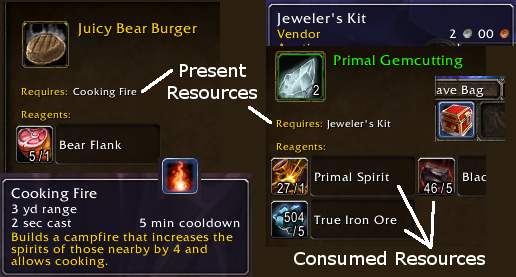 Juicy Bear Burger
Requires: Cooking Fire
Reagents:
5/1
Bear Flank
Cooking Fire
3 yd range
2 sec cast 5 min cooldown
Builds a campfire that increases the
spirits of those nearby by 4 and
allows cooking.
Present
Resources
Jeweler's Kit
Vendor 2 00
Primal Gemcutting
2
ave Bag
Requires: Jeweler's Kit
Reagents:
27/1
Primal Spirit
46/5
Blac
504
/5
True Iron Ore
Consumed Resources